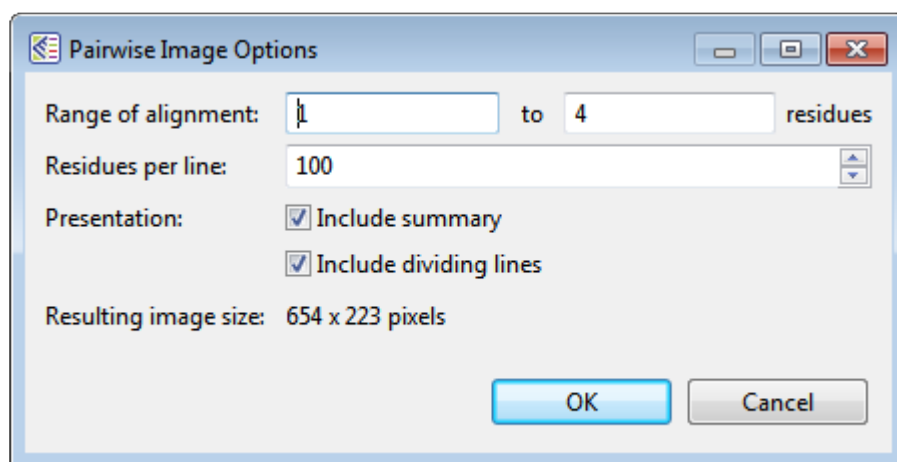 Pairwise Image Options
Range of alignment: 1 to 4 residues
Residues per line: 100
Presentation: Include summary
Include dividing lines
Resulting image size: 654 x 223 pixels
OK Cancel